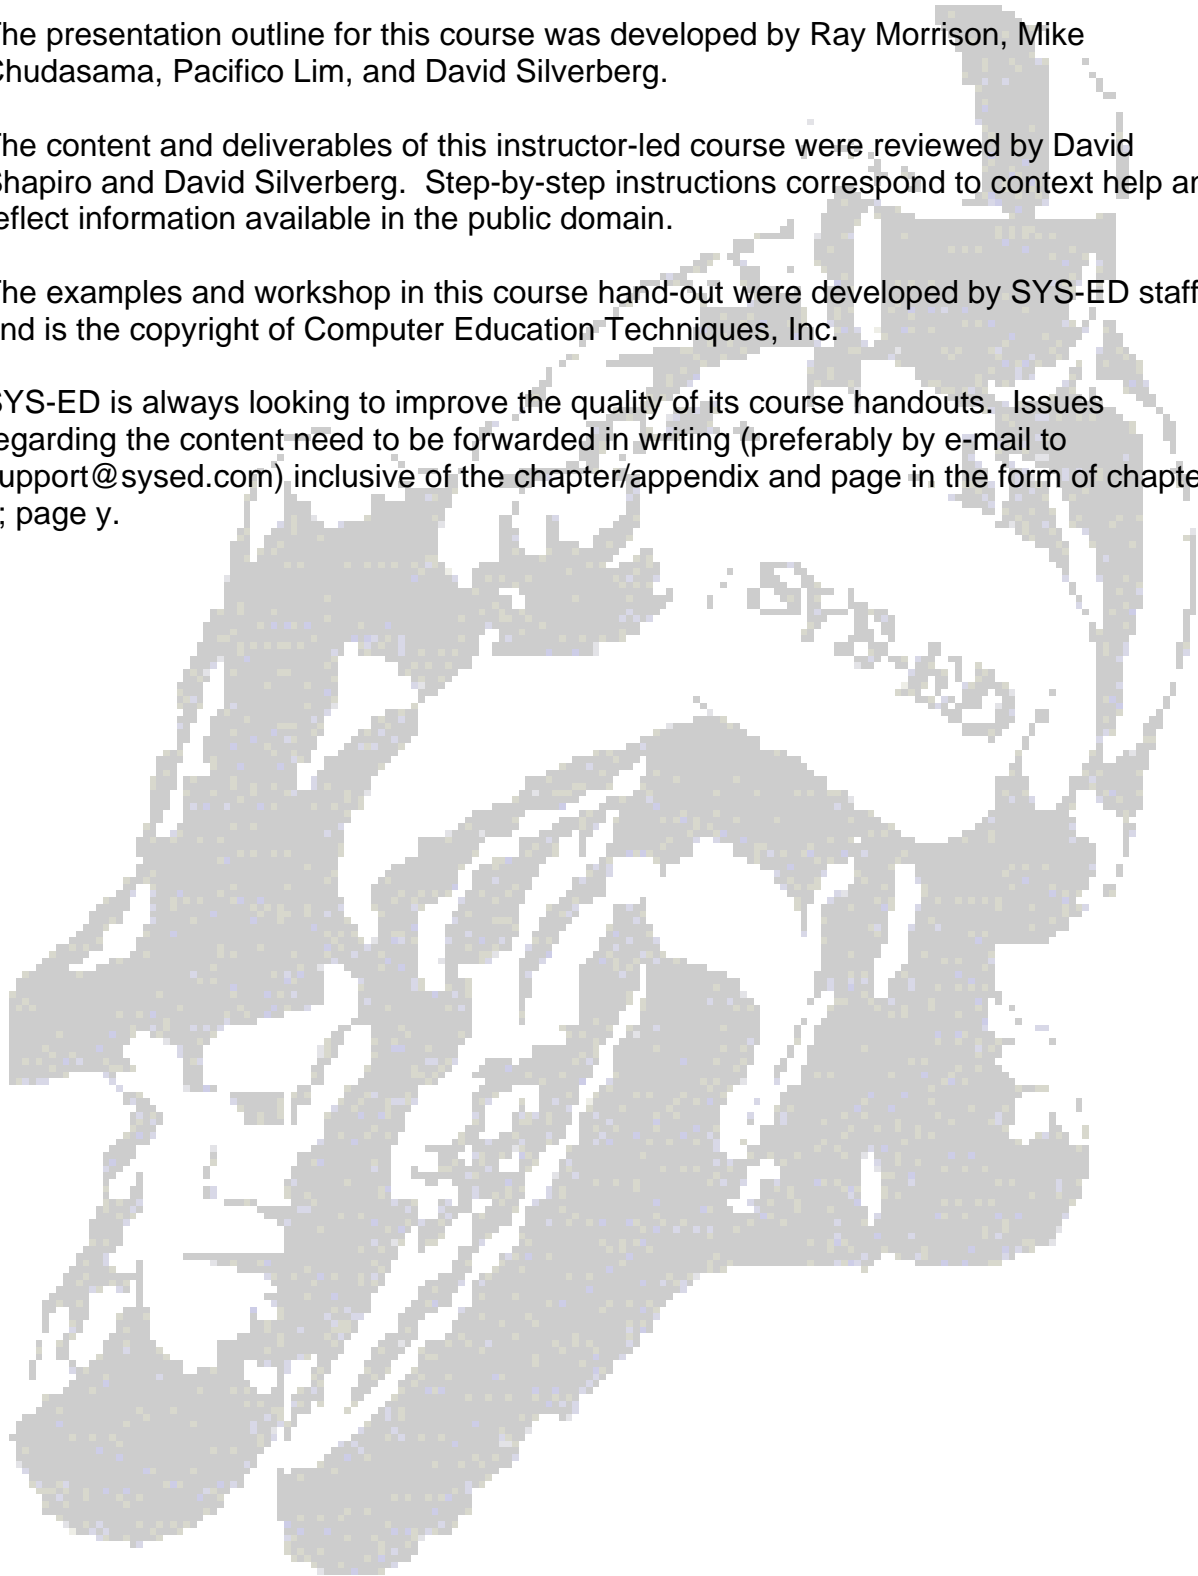 he presentation outline for this course was developed by Ray Morrison, Mike
Chudasama, Pacifico Lim, and David Silverberg.
he content and deliverables of this instructor-led course were reviewed by David
Shapiro and David Silverberg.  Step-by-step instructions correspond to context help an
eflect information available in the public domain.
he examples and workshop in this course hand-out were developed by SYS-ED staff
nd is the copyright of Computer Education Techniques, Inc.
SYS-ED is always looking to improve the quality of its course handouts.  Issues
egarding the content need to be forwarded in writing (preferably by e-mail to
upport@sysed.com) inclusive of the chapter/appendix and page in the form of chapte
; page y.
SYS-ED